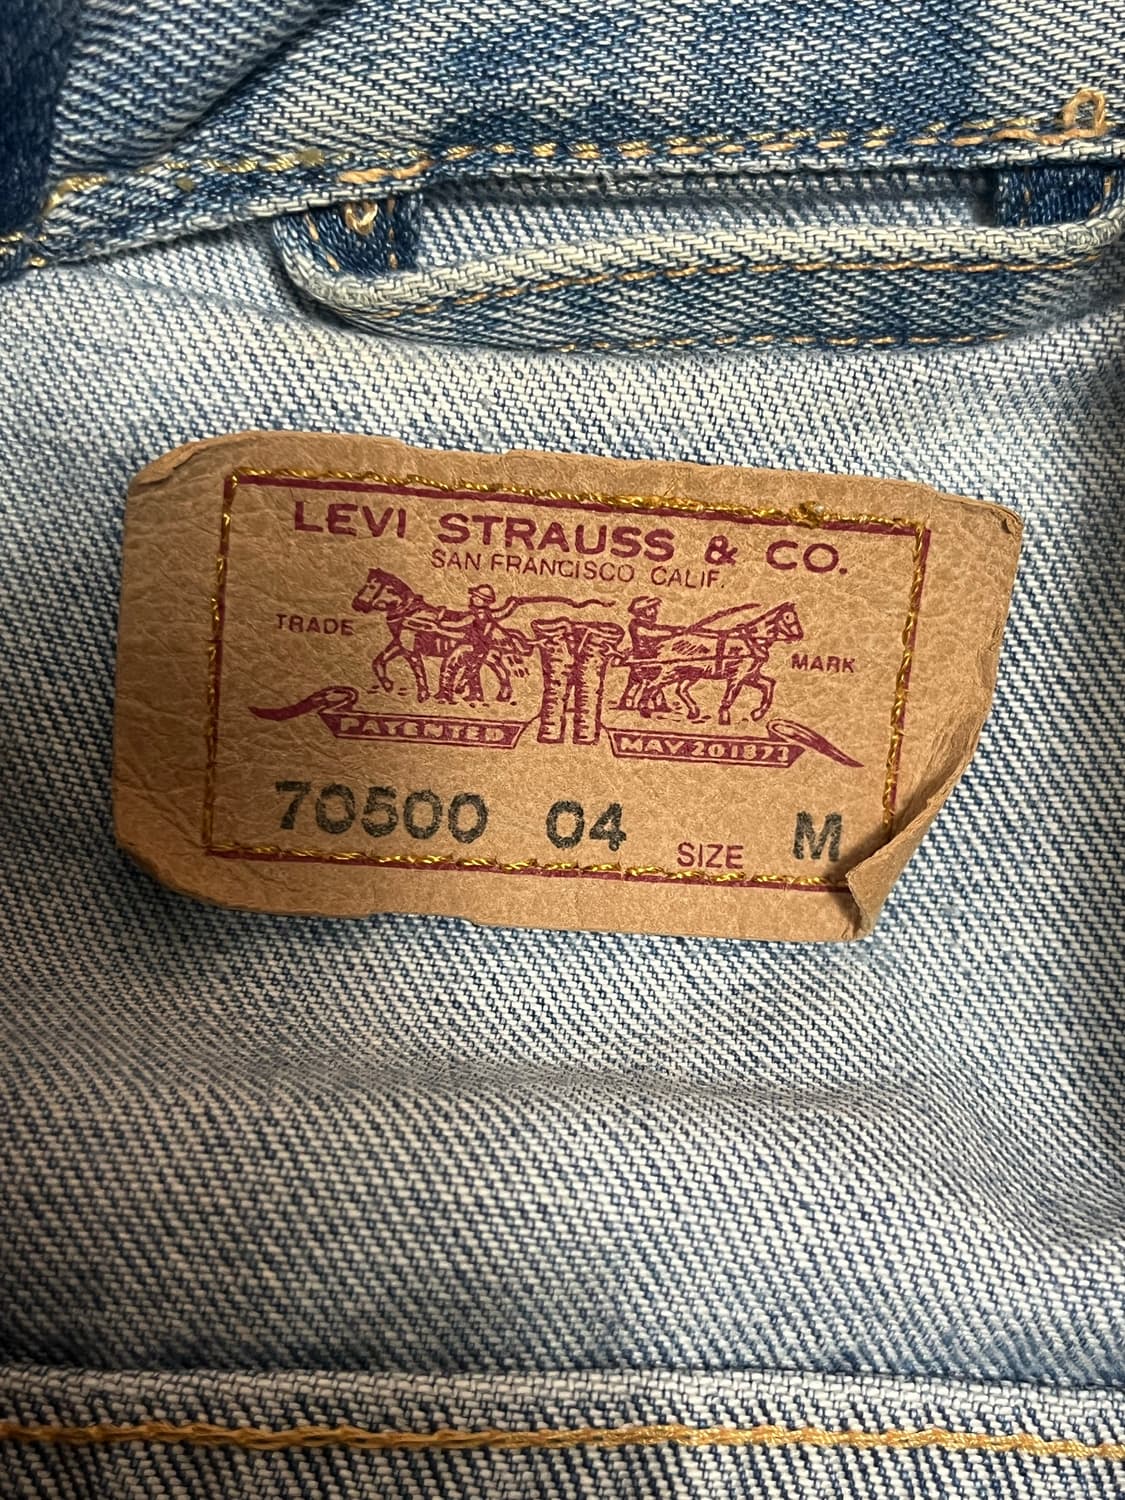 LEVI STRAUSS & CO.
SAN FRANCISCO CALIF.
TRADE MARK
PATENTED MAY 20 1873
70500 04 SIZE M